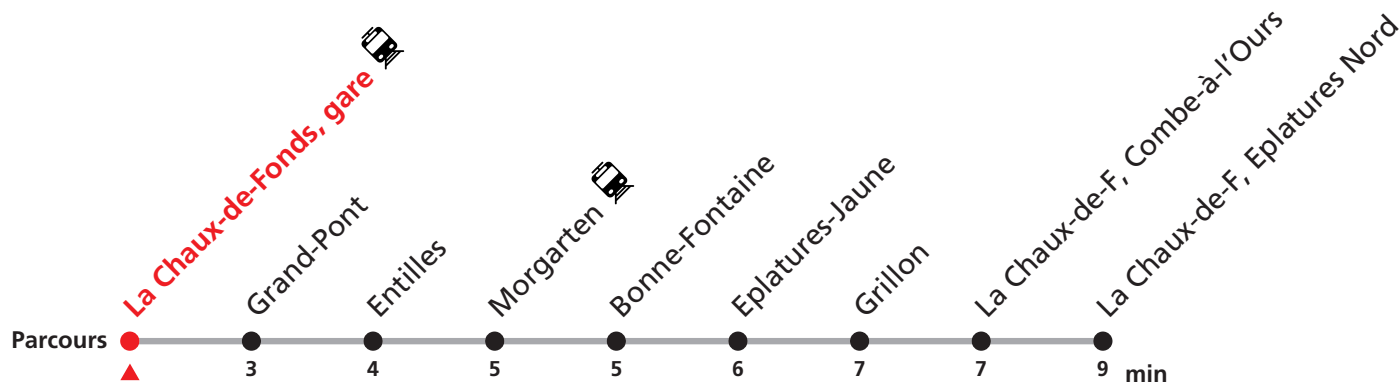 La Chaux-de-Fonds, gare
Grand-Pont
Entilles
Morgarten
Bonne-Fontaine
Eplatures-Jaune
Grillon
La Chaux-de-F, Combe-à-l'Ours
La Chaux-de-F, Eplatures Nord
Parcours
3 4 5 5 6 7 7 9 min